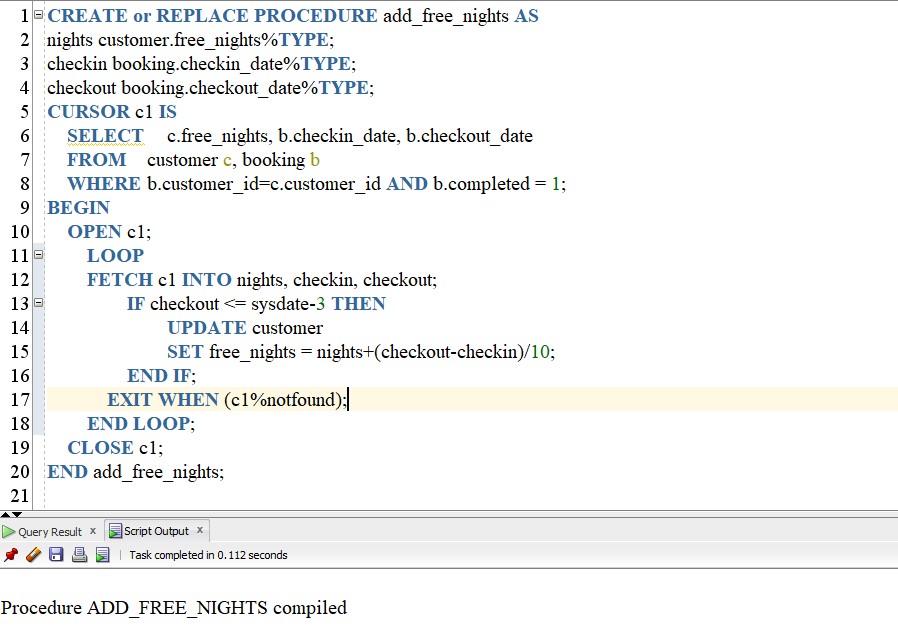 1 CREATE or REPLACE PROCEDURE add_free_nights AS
2 nights customer.free_nights%TYPE;
3 checkin booking.checkin_date%TYPE;
4 checkout booking.checkout_date%TYPE;
5 CURSOR c1 IS
6 SELECT c.free_nights, b.checkin_date, b.checkout_date
7 FROM customer c, booking b
8 WHERE b.customer_id=c.customer_id AND b.completed = 1;
9 BEGIN
10 OPEN c1;
11 LOOP
12 FETCH c1 INTO nights, checkin, checkout;
13 IF checkout <= sysdate-3 THEN
14 UPDATE customer
15 SET free_nights = nights+(checkout-checkin)/10;
16 END IF;
17 EXIT WHEN (c1%notfound);
18 END LOOP;
19 CLOSE c1;
20 END add_free_nights;
21
Query Result x Script Output x
Task completed in 0.112 seconds
Procedure ADD_FREE_NIGHTS compiled